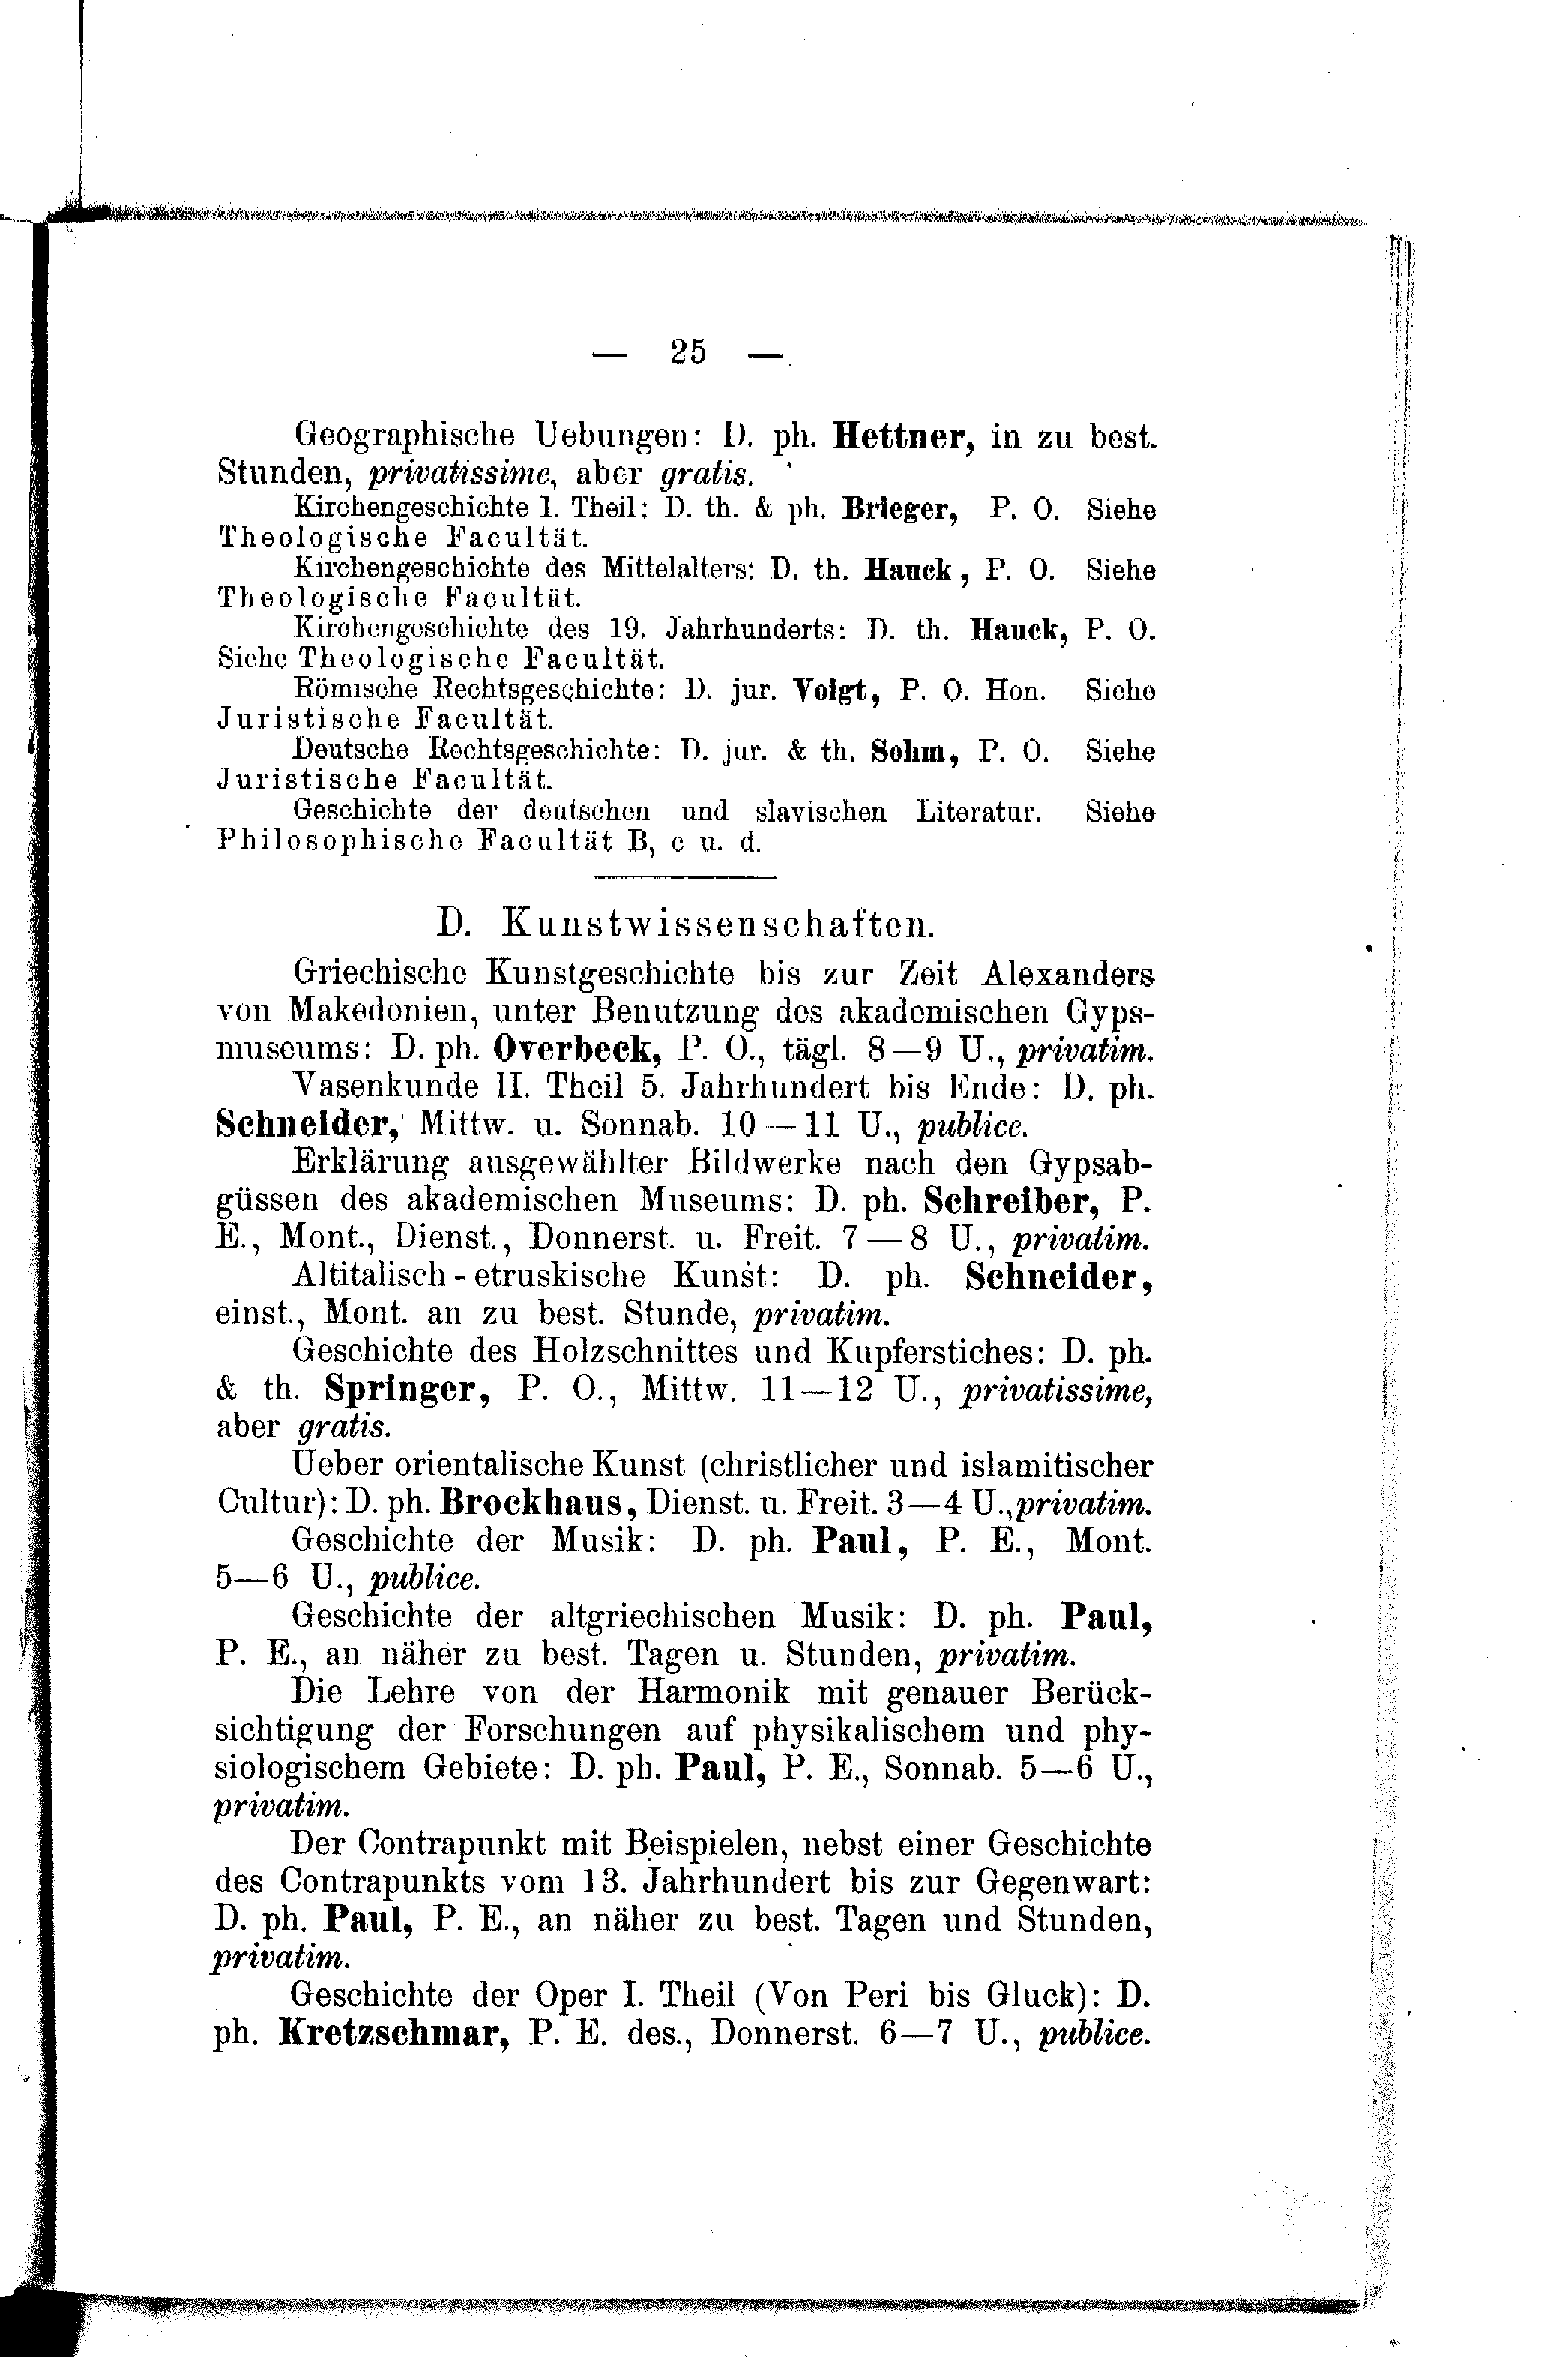 — 25 —
Geographische Uebungen: D. ph. Hettner, in zu best.
Stunden, privatissime, aber gratis.
Kirchengeschichte I. Theil: D. th. & ph. Brieger, P. O. Siehe
Theologische Facultät.
Kirchengeschichte des Mittelalters: D. th. Hauck, P. O. Siehe
Theologische Facultät.
Kirchengeschichte des 19. Jahrhunderts: D. th. Hauck, P. O.
Siehe Theologische Facultät.
Römische Rechtsgeschichte: D. jur. Voigt, P. O. Hon. Siehe
Juristische Facultät.
Deutsche Rechtsgeschichte: D. jur. & th. Sohm, P. O. Siehe
Juristische Facultät.
Geschichte der deutschen und slavischen Literatur. Siehe
Philosophische Facultät B, c u. d.
D. Kunstwissenschaften.
Griechische Kunstgeschichte bis zur Zeit Alexanders
von Makedonien, unter Benutzung des akademischen Gyps-
museums: D. ph. Overbeck, P. O., tägl. 8—9 U., privatim.
Vasenkunde II. Theil 5. Jahrhundert bis Ende: D. ph.
Schneider, Mittw. u. Sonnab. 10—11 U., publice.
Erklärung ausgewählter Bildwerke nach den Gypsab-
güssen des akademischen Museums: D. ph. Schreiber, P.
E., Mont., Dienst., Donnerst. u. Freit. 7—8 U., privatim.
Altitalisch-etruskische Kunst: D. ph. Schneider,
einst., Mont. an zu best. Stunde, privatim.
Geschichte des Holzschnittes und Kupferstiches: D. ph.
& th. Springer, P. O., Mittw. 11—12 U., privatissime,
aber gratis.
Ueber orientalische Kunst (christlicher und islamitischer
Cultur): D. ph. Brockhaus, Dienst. u. Freit. 3—4 U., privatim.
Geschichte der Musik: D. ph. Paul, P. E., Mont.
5—6 U., publice.
Geschichte der altgriechischen Musik: D. ph. Paul,
P. E., an näher zu best. Tagen u. Stunden, privatim.
Die Lehre von der Harmonik mit genauer Berück-
sichtigung der Forschungen auf physikalischem und phy-
siologischem Gebiete: D. ph. Paul, P. E., Sonnab. 5—6 U.,
privatim.
Der Contrapunkt mit Beispielen, nebst einer Geschichte
des Contrapunkts vom 13. Jahrhundert bis zur Gegenwart:
D. ph. Paul, P. E., an näher zu best. Tagen und Stunden,
privatim.
Geschichte der Oper I. Theil (Von Peri bis Gluck): D.
ph. Kretzschmar, P. E. des., Donnerst. 6—7 U., publice.